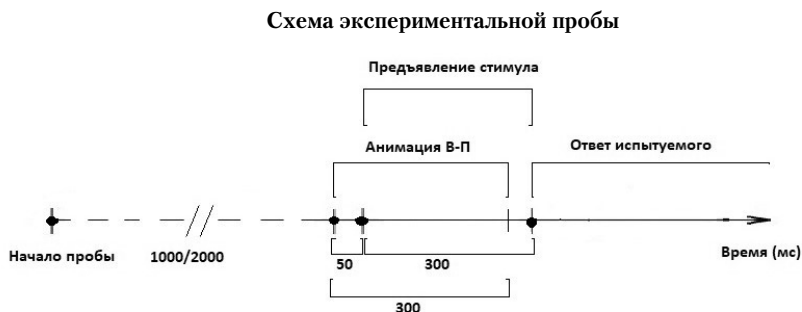 Схема экспериментальной пробы
Предъявление стимула
Анимация В-П
Ответ испытуемого
Начало пробы
1000/2000
50
300
Время (мс)
300